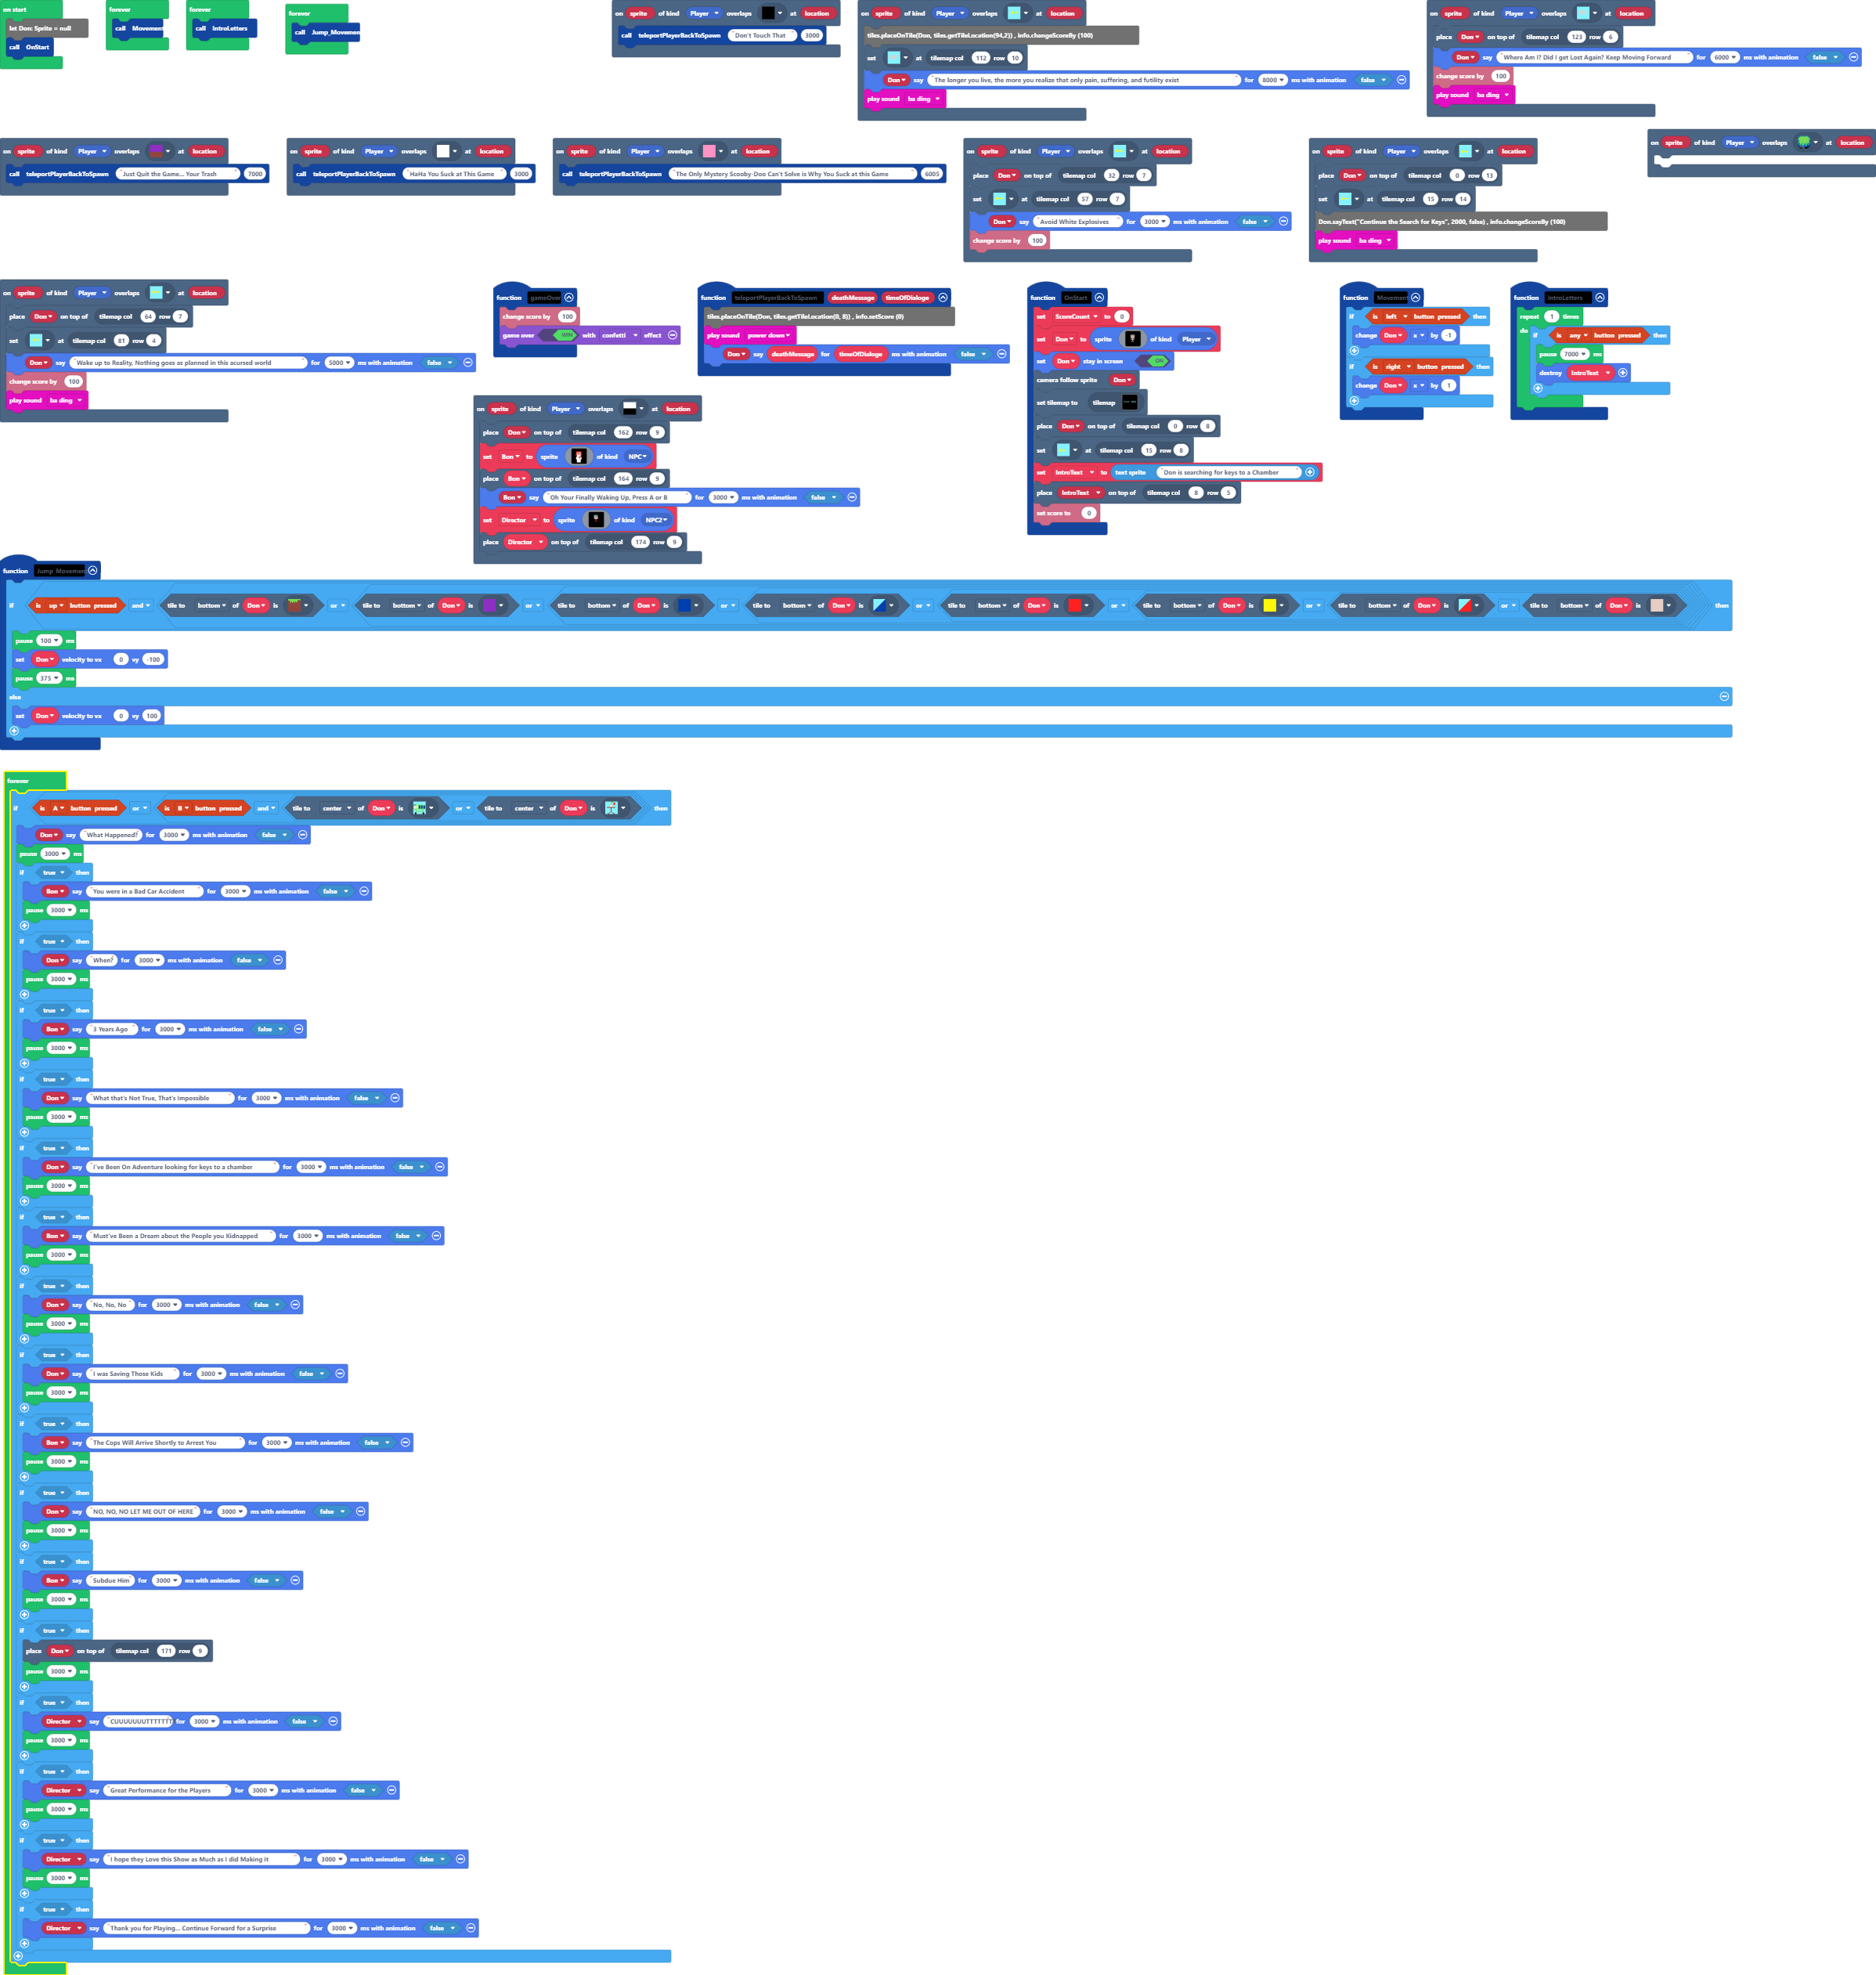 on start
let Don: Sprite = null
call OnStart
forever
call Movement
forever
call IntroLetters
forever
call Jump_Movemen
on sprite of kind Player overlaps at location
call teleportPlayerBackToSpawn Don't Touch That 3000
on sprite of kind Player overlaps at location
tiles.placeOnTile(Don, tiles.getTileLocation(94,2)) , info.changeScoreBy (100)
set at tilemap col 112 row 10
Don say The longer you live, the more you realize that only pain, suffering, and futility exist for 8000 ms with animation false
play sound ba ding
on sprite of kind Player overlaps at location
place Don on top of tilemap col 123 row 6
Don say Where Am I? Did I get Lost Again? Keep Moving Forward for 6000 ms with animation false
change score by 100
play sound ba ding
on sprite of kind Player overlaps at location
call teleportPlayerBackToSpawn Just Quit the Game... Your Trash 7000
on sprite of kind Player overlaps at location
call teleportPlayerBackToSpawn HaHa You Suck at This Game 3000
on sprite of kind Player overlaps at location
call teleportPlayerBackToSpawn The Only Mystery Scooby-Doo Can't Solve is Why You Suck at this Game 6005
on sprite of kind Player overlaps at location
place Don on top of tilemap col 32 row 7
set at tilemap col 57 row 7
Don say Avoid White Explosives for 3000 ms with animation false
change score by 100
on sprite of kind Player overlaps at location
place Don on top of tilemap col 0 row 13
set at tilemap col 15 row 14
Don.sayText("Continue the Search for Keys", 2000, false) , info.changeScoreBy (100)
play sound ba ding
on sprite of kind Player overlaps at location
on sprite of kind Player overlaps at location
place Don on top of tilemap col 64 row 7
set at tilemap col 81 row 4
Don say Wake up to Reality, Nothing goes as planned in this acursed world for 5000 ms with animation false
change score by 100
play sound ba ding
function gameOver
change score by 100
game over WIN with confetti effect
function teleportPlayerBackToSpawn deathMessage timeOfDialoge
tiles.placeOnTile(Don, tiles.getTileLocation(0, 8)) , info.setScore (0)
play sound power down
Don say deathMessage for timeOfDialoge ms with animation false
function OnStart
set ScoreCount to 0
set Don to sprite of kind Player
set Don stay in screen ON
camera follow sprite Don
set tilemap to tilemap
place Don on top of tilemap col 0 row 8
set at tilemap col 15 row 8
set IntroText to text sprite Don is searching for keys to a Chamber
place IntroText on top of tilemap col 8 row 5
set score to 0
function Movement
if is left button pressed then
change Don x by -1
if is right button pressed then
change Don x by 1
function IntroLetters
repeat 1 times
do if is any button pressed then
pause 7000 ms
destroy IntroText
on sprite of kind Player overlaps at location
place Don on top of tilemap col 162 row 9
set Bon to sprite of kind NPC
place Bon on top of tilemap col 164 row 9
Bon say Oh Your Finally Waking Up, Press A or B for 3000 ms with animation false
set Director to sprite of kind NPC2
place Director on top of tilemap col 174 row 9
function Jump Movemen
if is up button pressed and tile to bottom of Don is or tile to bottom of Don is or tile to bottom of Don is or tile to bottom of Don is or tile to bottom of Don is or tile to bottom of Don is or tile to bottom of Don is or tile to bottom of Don is then
pause 100 ms
set Don velocity to vx 0 vy -100
pause 375 ms
else
set Don velocity to vx 0 vy 100
forever
if is A button pressed or is B button pressed and tile to center of Don is or tile to center of Don is then
Don say What Happened? for 3000 ms with animation false
pause 3000 ms
if true then
Bon say You were in a Bad Car Accident for 3000 ms with animation false
pause 3000 ms
if true then
Don say When? for 3000 ms with animation false
pause 3000 ms
if true then
Bon say 3 Years Ago for 3000 ms with animation false
pause 3000 ms
if true then
Don say What that's Not True, That's Impossible for 3000 ms with animation false
pause 3000 ms
if true then
Don say I've Been On Adventure looking for keys to a chamber for 3000 ms with animation false
pause 3000 ms
if true then
Bon say Must've Been a Dream about the People you Kidnapped for 3000 ms with animation false
pause 3000 ms
if true then
Don say No, No, No for 3000 ms with animation false
pause 3000 ms
if true then
Don say I was Saving Those Kids for 3000 ms with animation false
pause 3000 ms
if true then
Bon say The Cops Will Arrive Shortly to Arrest You for 3000 ms with animation false
pause 3000 ms
if true then
Don say NO, NO, NO LET ME OUT OF HERE for 3000 ms with animation false
pause 3000 ms
if true then
Bon say Subdue Him for 3000 ms with animation false
pause 3000 ms
if true then
place Don on top of tilemap col 171 row 9
pause 3000 ms
if true then
Director say CUUUUUUUTTTTTTT for 3000 ms with animation false
pause 3000 ms
if true then
Director say Great Performance for the Players for 3000 ms with animation false
pause 3000 ms
if true then
Director say I hope they Love this Show as Much as I did Making it for 3000 ms with animation false
pause 3000 ms
if true then
Director say Thank you for Playing... Continue Forward for a Surprise for 3000 ms with animation false